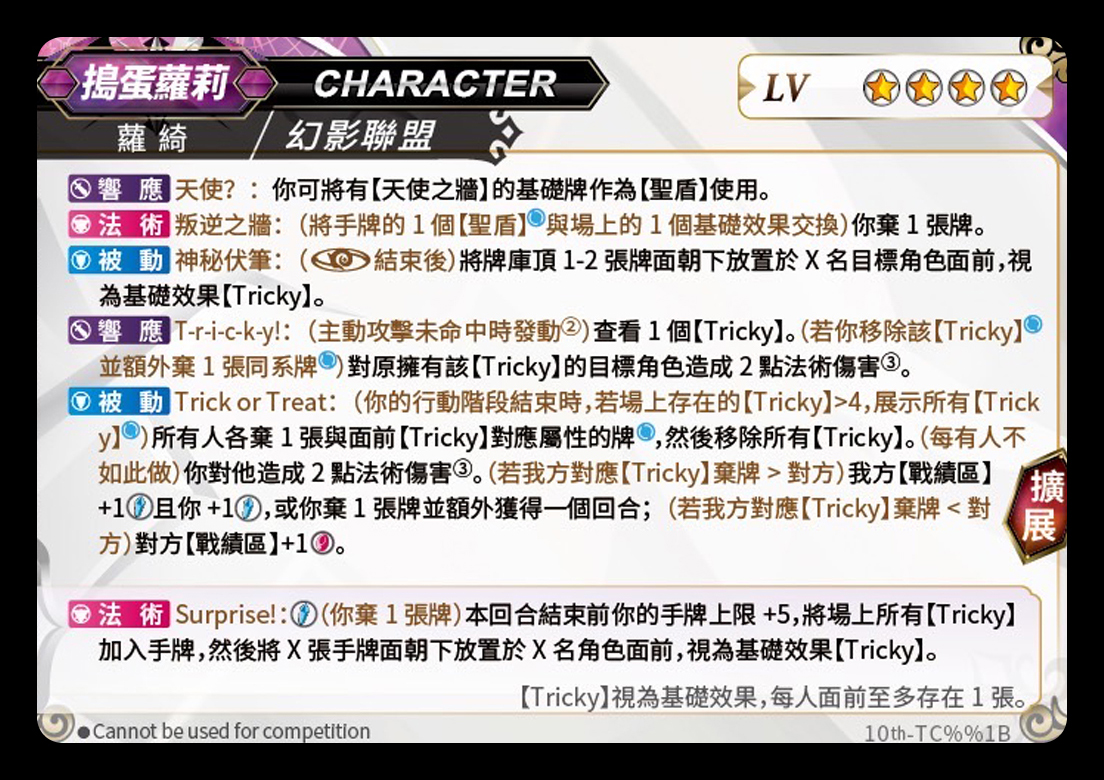 搗蛋蘿莉 CHARACTER LV
蘿綺 / 幻影聯盟
響應 天使？：你可將有【天使之牆】的基礎牌作為【聖盾】使用。
法術 叛逆之牆：（將手牌的 1 個【聖盾】與場上的 1 個基礎效果交換）你棄 1 張牌。
被動 神秘伏筆：（結束後）將牌庫頂 1-2 張牌面朝下放置於 X 名目標角色面前，視
為基礎效果【Tricky】。
響應 T-r-i-c-k-y!：（主動攻擊未命中時發動②）查看 1 個【Tricky】。（若你移除該【Tricky】
並額外棄 1 張同系牌）對原擁有該【Tricky】的目標角色造成 2 點法術傷害③。
被動 Trick or Treat：（你的行動階段結束時，若場上存在的【Tricky】>4，展示所有【Trick
y】）所有人各棄 1 張與面前【Tricky】對應屬性的牌，然後移除所有【Tricky】。（每有人不
如此做）你對他造成 2 點法術傷害③。（若我方對應【Tricky】棄牌 > 對方）我方【戰績區】
+1且你 +1，或你棄 1 張牌並額外獲得一個回合；（若我方對應【Tricky】棄牌 < 對
方）對方【戰績區】+1。
擴展
法術 Surprise!：（你棄 1 張牌）本回合結束前你的手牌上限 +5，將場上所有【Tricky】
加入手牌，然後將 X 張手牌面朝下放置於 X 名角色面前，視為基礎效果【Tricky】。
【Tricky】視為基礎效果，每人面前至多存在 1 張。
●Cannot be used for competition 10th-TC%%1B